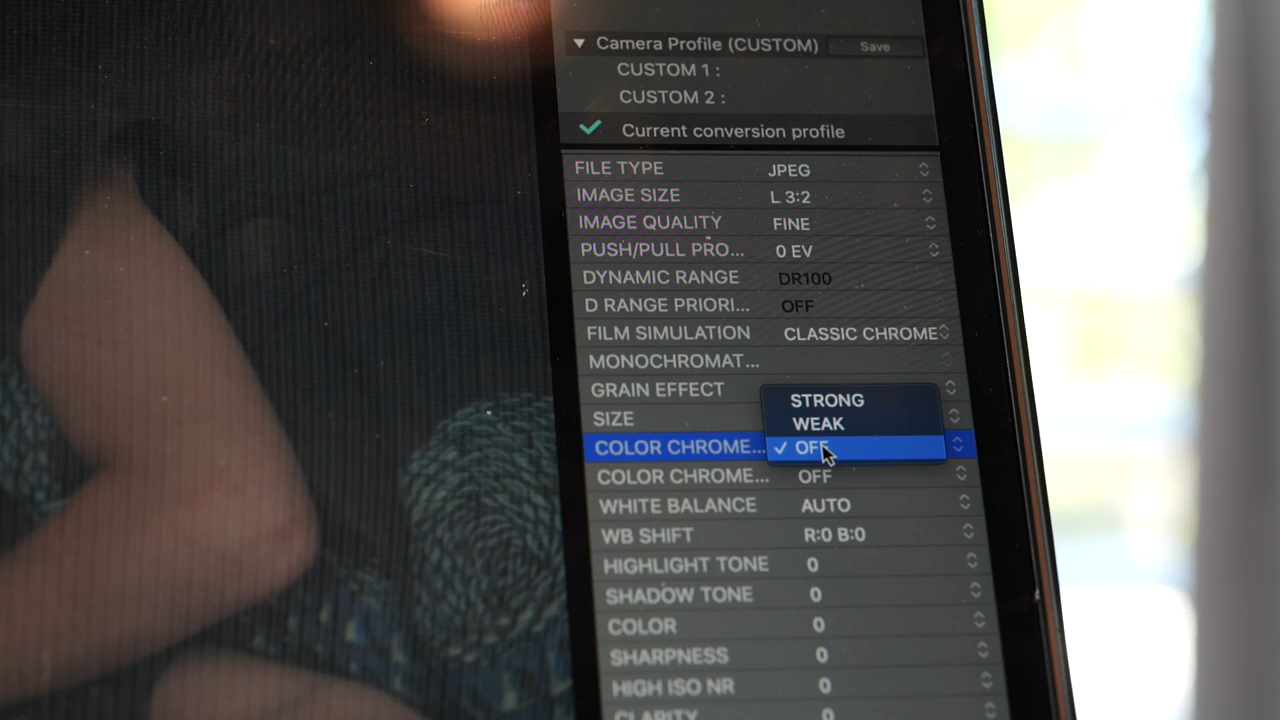 ▼ Camera Profile (CUSTOM) Save
CUSTOM 1 :
CUSTOM 2 :
✓ Current conversion profile
FILE TYPE JPEG
IMAGE SIZE L 3:2
IMAGE QUALITY FINE
PUSH/PULL PRO... 0 EV
DYNAMIC RANGE DR100
D RANGE PRIORI... OFF
FILM SIMULATION CLASSIC CHROME
MONOCHROMAT...
GRAIN EFFECT
STRONG
SIZE
WEAK
COLOR CHROME... ✓ OFF
COLOR CHROME... OFF
WHITE BALANCE AUTO
WB SHIFT R:0 B:0
HIGHLIGHT TONE 0
SHADOW TONE 0
COLOR 0
SHARPNESS 0
HIGH ISO NR 0
CLARITY 0